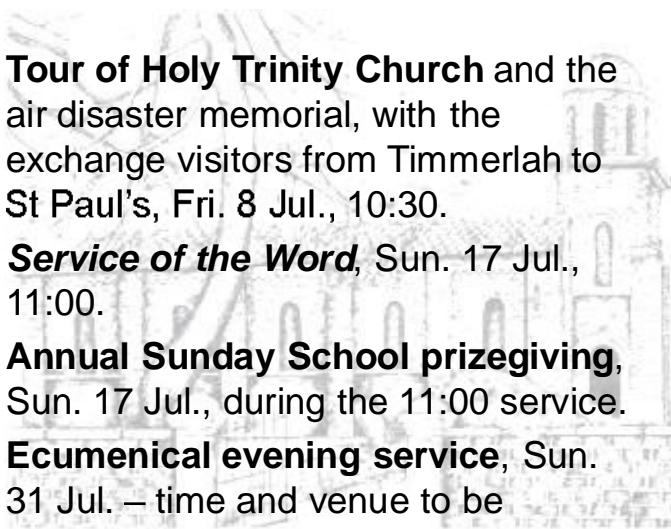 Tour of Holy Trinity Church and the
air disaster memorial, with the
exchange visitors from Timmerlah to
St Paul's, Fri. 8 Jul., 10:30.
Service of the Word, Sun. 17 Jul.,
11:00.
Annual Sunday School prizegiving,
Sun. 17 Jul., during the 11:00 service.
Ecumenical evening service, Sun.
31 Jul. – time and venue to be